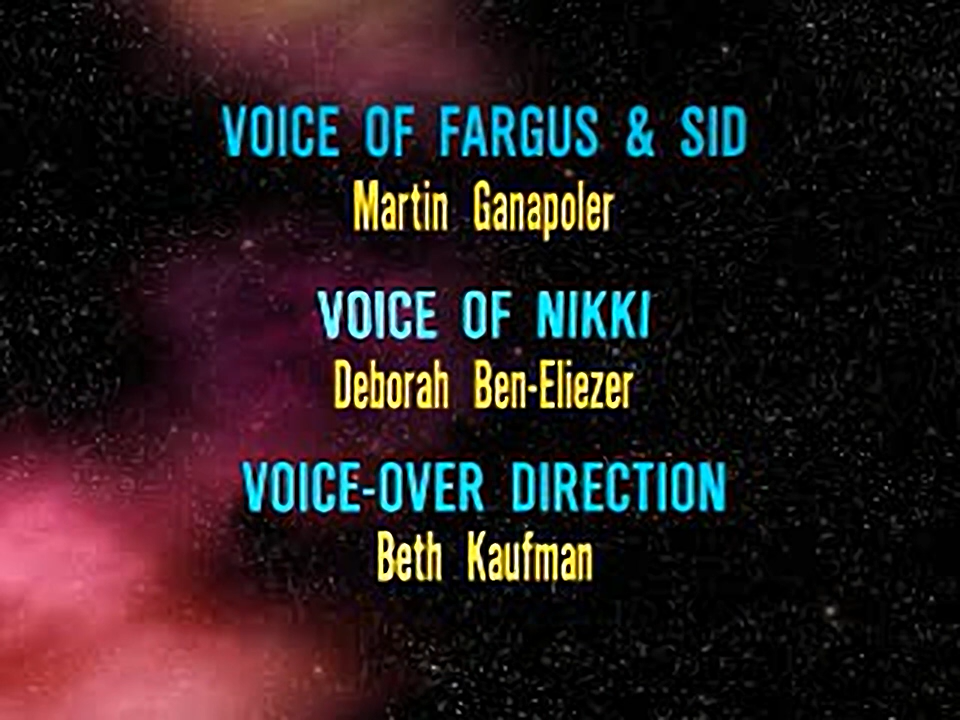 VOICE OF FARGUS & SID
Martin Ganapoler
VOICE OF NIKKI
Deborah Ben-Eliezer
VOICE-OVER DIRECTION
Beth Kaufman